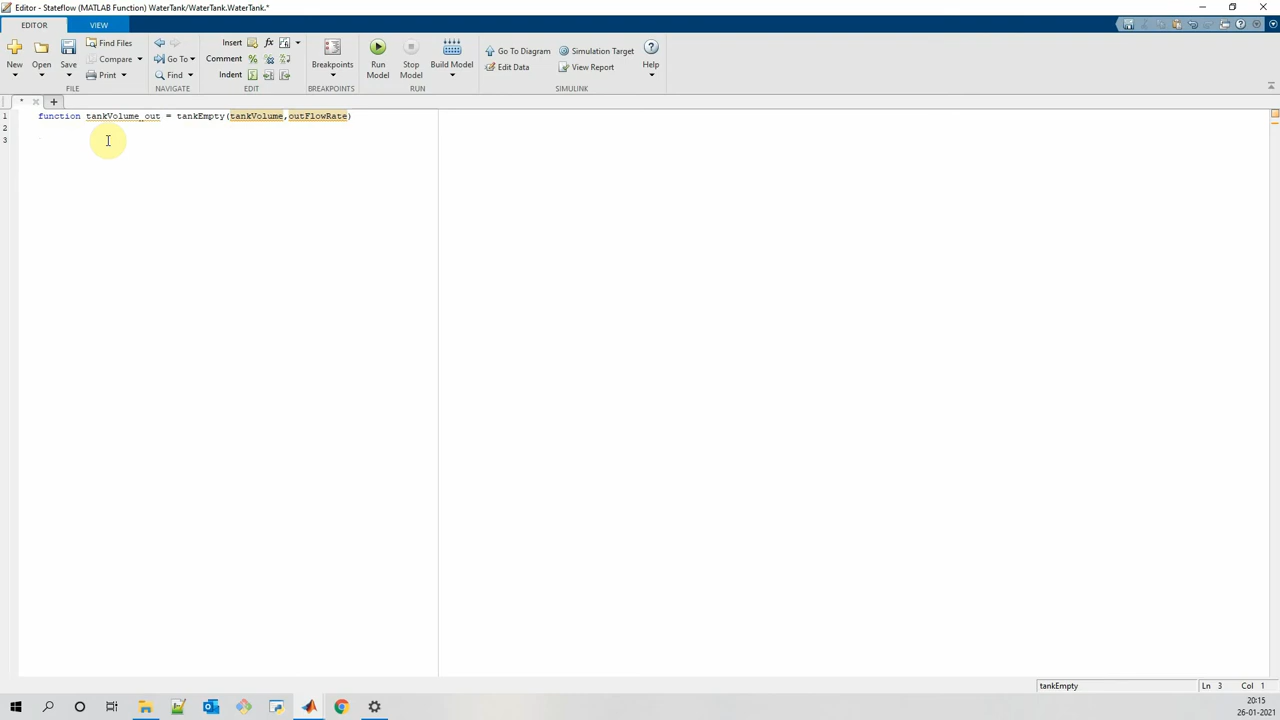 Editor - Stateflow (MATLAB Function) WaterTank/WaterTank.WaterTank.*
EDITOR VIEW
New Open Save Find Files Compare Print Go To Find Insert fx Comment Indent Breakpoints Run Model Stop Model Build Model Go To Diagram Edit Data Simulation Target View Report Help
FILE NAVIGATE EDIT BREAKPOINTS RUN SIMULINK
* × +
1 function tankVolume_out = tankEmpty(tankVolume,outFlowRate)
2
3
tankEmpty Ln 3 Col 1
20:15
26-01-2021